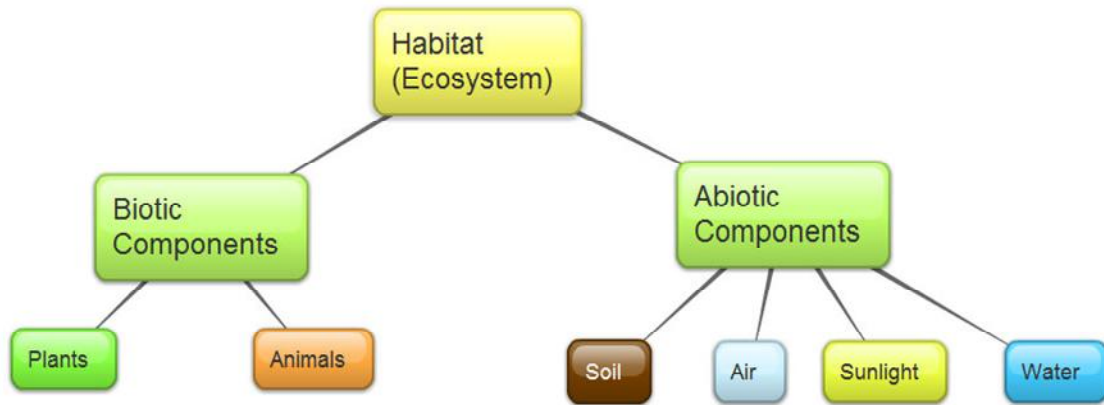 Habitat
(Ecosystem)
Biotic
Components
Abiotic
Components
Plants
Animals
Soil
Air
Sunlight
Water